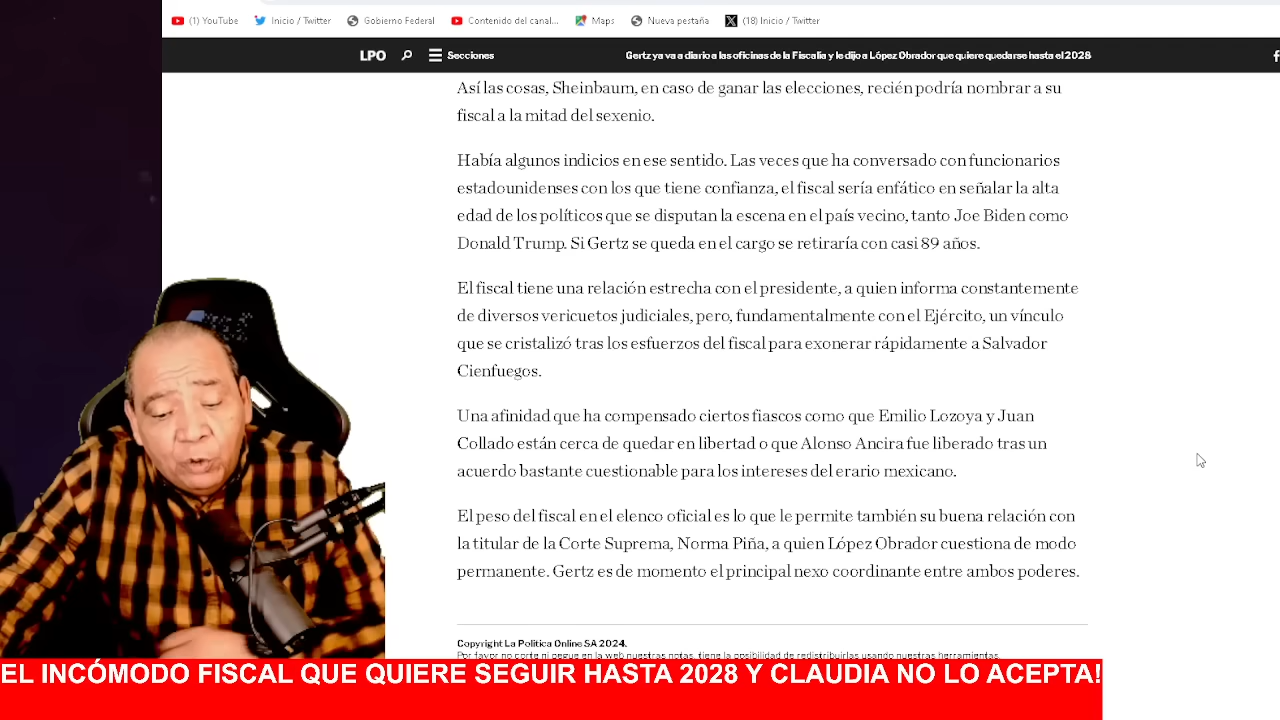 (1) YouTube
Inicio / Twitter
Gobierno Federal
Contenido del canal...
Maps
Nueva pestaña
(18) Inicio / Twitter
LPO
Secciones
Gertz ya va a diario a las oficinas de la Fiscalía y le dijo a López Obrador que quiere quedarse hasta el 2028
Así las cosas, Sheinbaum, en caso de ganar las elecciones, recién podría nombrar a su
fiscal a la mitad del sexenio.
Había algunos indicios en ese sentido. Las veces que ha conversado con funcionarios
estadounidenses con los que tiene confianza, el fiscal sería enfático en señalar la alta
edad de los políticos que se disputan la escena en el país vecino, tanto Joe Biden como
Donald Trump. Si Gertz se queda en el cargo se retiraría con casi 89 años.
El fiscal tiene una relación estrecha con el presidente, a quien informa constantemente
de diversos vericuetos judiciales, pero, fundamentalmente con el Ejército, un vínculo
que se cristalizó tras los esfuerzos del fiscal para exonerar rápidamente a Salvador
Cienfuegos.
Una afinidad que ha compensado ciertos fiascos como que Emilio Lozoya y Juan
Collado están cerca de quedar en libertad o que Alonso Ancira fue liberado tras un
acuerdo bastante cuestionable para los intereses del erario mexicano.
El peso del fiscal en el elenco oficial es lo que le permite también su buena relación con
la titular de la Corte Suprema, Norma Piña, a quien López Obrador cuestiona de modo
permanente. Gertz es de momento el principal nexo coordinante entre ambos poderes.
Copyright La Politica Online SA 2024.
Por favor no corte ni pegue en la web nuestras notas, tiene la posibilidad de redistribuirlas usando nuestras herramientas.
EL INCÓMODO FISCAL QUE QUIERE SEGUIR HASTA 2028 Y CLAUDIA NO LO ACEPTA!